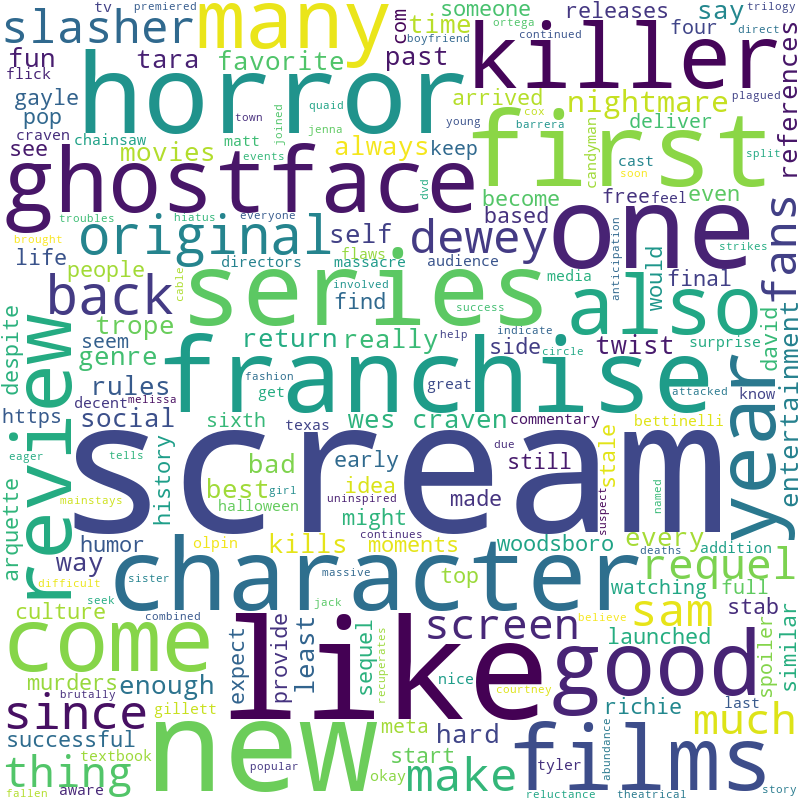 tv
premiered
slasher
many
com
time
someone
releases
say
trilogy
boyfriend
ortega
continued
four
direct
fun
tara
favorite
past
killer
flick
horror
arrived
nightmare
plagued
references
gayle
pop
quaid
town
joined
jenna
young
cox
barrera
deliver
craven
chainsaw
matt
first
candyman
cast
soon
split
see
movies
events
always
keep
ghostface
dvd
become
free
feel
even
one
troubles
hiatus
everyone
based
brought
original
self
dewey
strikes
fans
life
directors
flaws
massacre
audience
anticipation
would
people
cable
series
involved
find
media
final
back
success
also
despite
trope
return
really
help
indicate
side
twist
david
surprise
seem
genre
circle
review
franchise
year
entertainment
rules
fashion
get
great
attacked
know
decent
melissa
https
social
sixth
texas
wes craven
commentary
bettinelli
eager
tells
history
bad
early
still
due
stale
scream
best
girl
idea
mainstays
halloween
uninspired
made
suspect
named
arquette
might
continues
every
humor
olpin
kills
moments
woodsboro
addition
deaths
way
character
requel
difficult
sister
massive
top
watching
full
seek
jack
believe
culture
combined
like
screen
sam
stab
come
expect
provide
least
sequel
recuperates
good
launched
spoiler
similar
murders
enough
nice
brutally
courtney
since
gillett
richie
last
much
new
meta
hard
films
successful
textbook
start
tyler
abundance
thing
popular
okay
make
aware
fallen
reluctance
theatrical
story